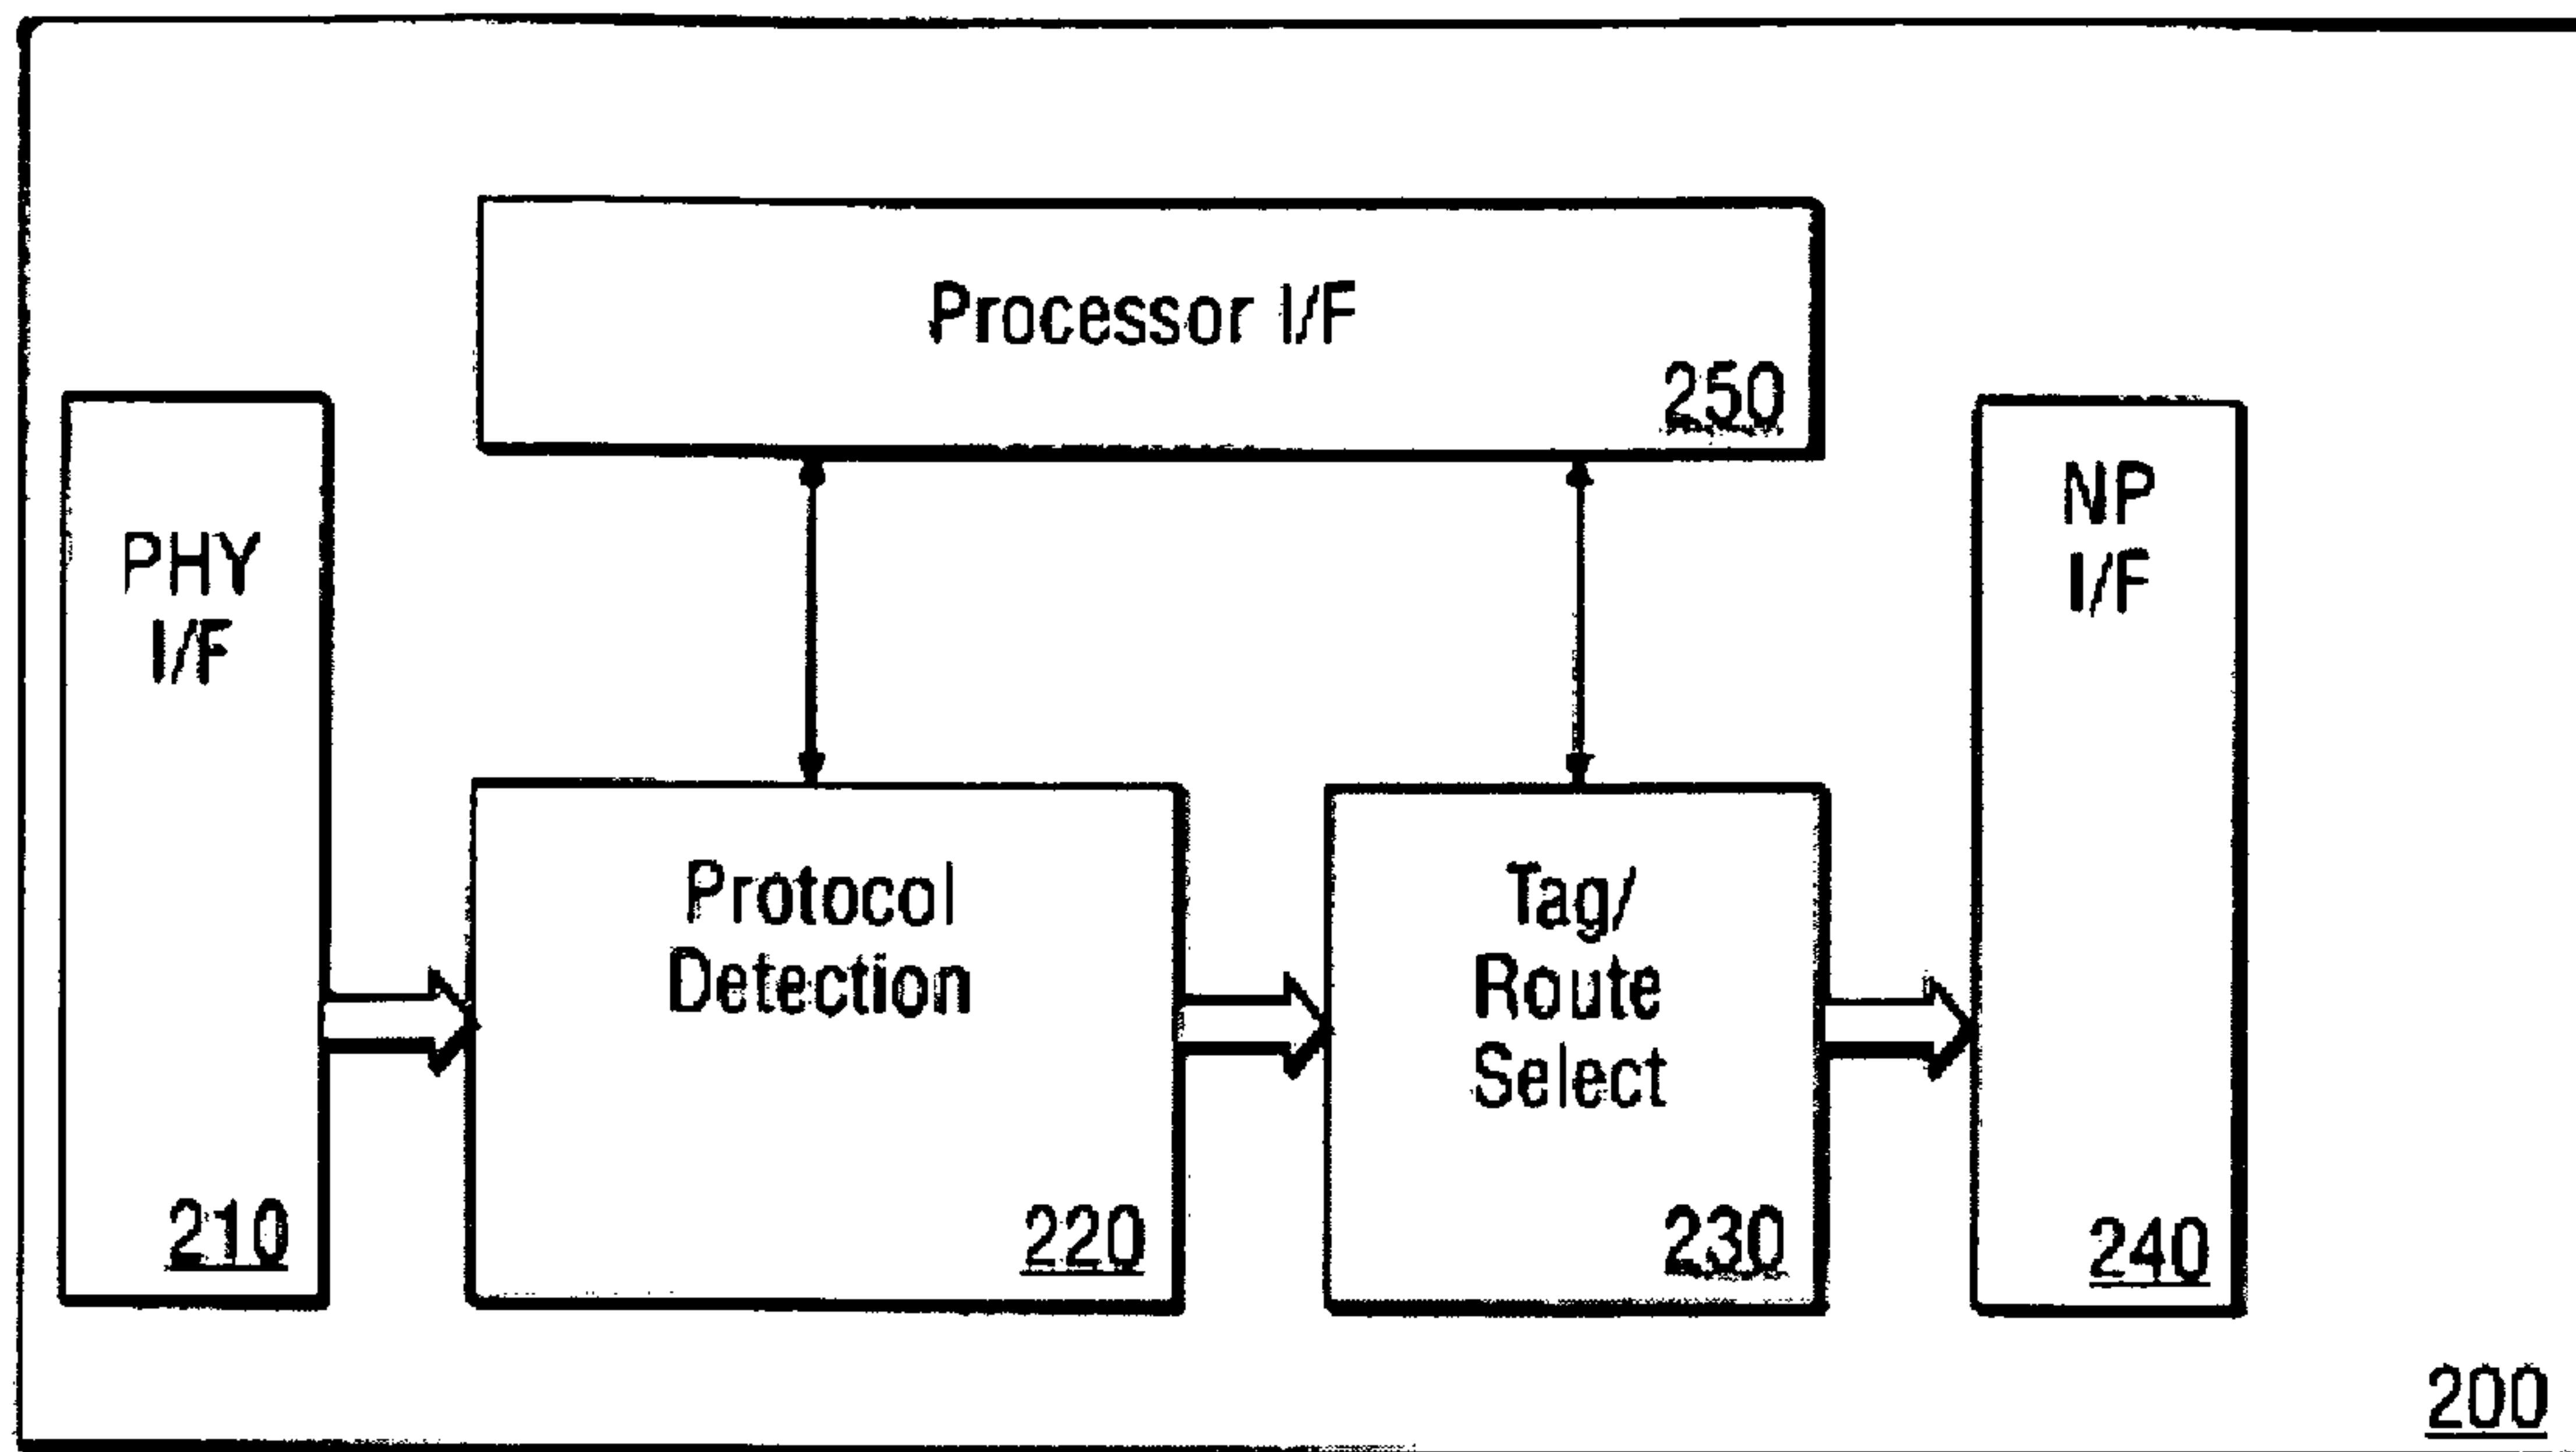 Processor I/F
250
PHY
I/F
210
Protocol
Detection
220
Tag/
Route
Select
230
NP
I/F
240
200